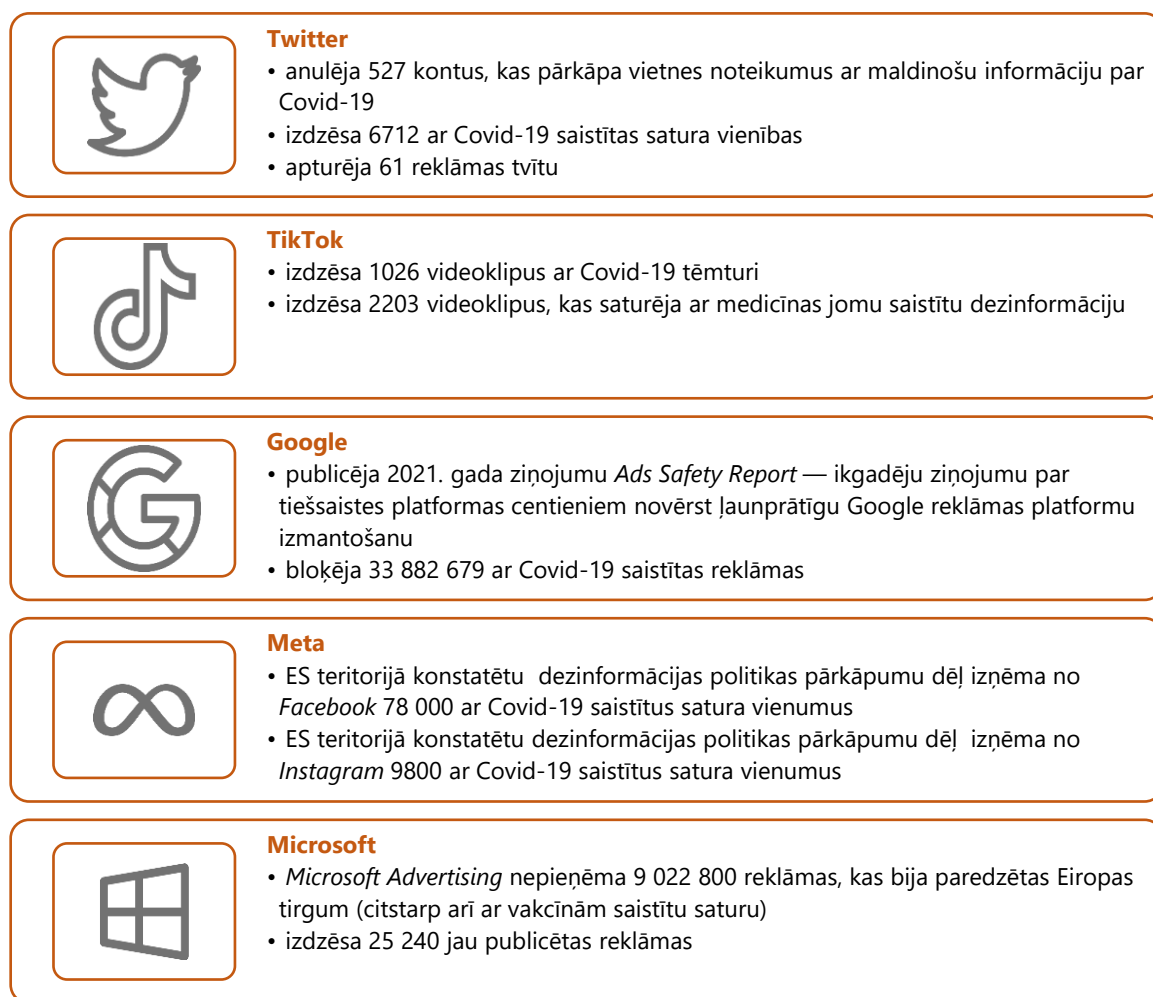 Twitter
• anulēja 527 kontus, kas pārkāpa vietnes noteikumus ar maldinošu informāciju par
Covid-19
• izdzēsa 6712 ar Covid-19 saistītas satura vienības
• apturēja 61 reklāmas tvītu
TikTok
• izdzēsa 1026 videoklipus ar Covid-19 tēmturi
• izdzēsa 2203 videoklipus, kas saturēja ar medicīnas jomu saistītu dezinformāciju
Google
• publicēja 2021. gada ziņojumu Ads Safety Report — ikgadēju ziņojumu par
tiešsaistes platformas centieniem novērst ļaunprātīgu Google reklāmas platformu
izmantošanu
• bloķēja 33 882 679 ar Covid-19 saistītas reklāmas
Meta
• ES teritorijā konstatētu dezinformācijas politikas pārkāpumu dēļ izņēma no
Facebook 78 000 ar Covid-19 saistītus satura vienumus
• ES teritorijā konstatētu dezinformācijas politikas pārkāpumu dēļ izņēma no
Instagram 9800 ar Covid-19 saistītus satura vienumus
Microsoft
• Microsoft Advertising nepieņēma 9 022 800 reklāmas, kas bija paredzētas Eiropas
tirgum (citstarp arī ar vakcīnām saistītu saturu)
• izdzēsa 25 240 jau publicētas reklāmas